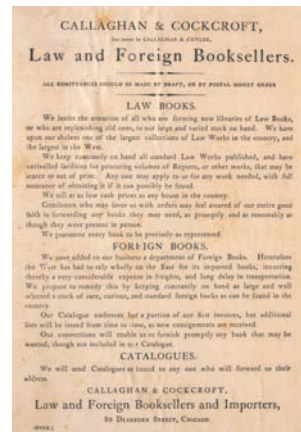 CALLAGHAN & COCKCROFT,
Successors to CALLAGHAN & CUTLER,
Law and Foreign Booksellers.
ALL REMITTANCES SHOULD BE MADE BY DRAFT, OR BY POSTAL MONEY ORDER
LAW BOOKS.
We invite the attention of all who are forming new libraries of Law Books,
or who are replenishing old ones, to our large and varied stock on hand. We have
upon our shelves one of the largest collections of Law Works in the country, and
the largest in the West.
We keep constantly on hand all standard Law Works published, and have
unrivalled facilities for procuring volumes of Reports, or other works, that may be
scarce or out of print. Any one may apply to us for any work needed, with full
assurance of obtaining it if it can possibly be found.
We sell at as low cash prices as any house in the country.
Gentlemen who may favor us with orders may feel assured of our entire good
faith in forwarding any books they may need, as promptly and as reasonably as
though they were present in person.
We guarantee every book to be precisely as represented.
FOREIGN BOOKS.
We have added to our business a department of Foreign Books. Heretofore
the West has had to rely wholly on the East for its imported books, incurring
thereby a very considerable expense in freights, and long delay in transportation.
We propose to remedy this by keeping constantly on hand as large and well
selected a stock of rare, curious, and standard foreign books as can be found in the
country.
Our Catalogue embraces but a portion of our first invoices, but additional
lists will be issued from time to time, as new consignments are received.
Our connections will enable us to furnish promptly any book that may be
wanted, though not included in our Catalogue.
CATALOGUES.
We will send Catalogues as issued to any one who will forward us their
address.
CALLAGHAN & COCKCROFT,
Law and Foreign Booksellers and Importers,
DEARBORN STREET, CHICAGO.
[OVER.]